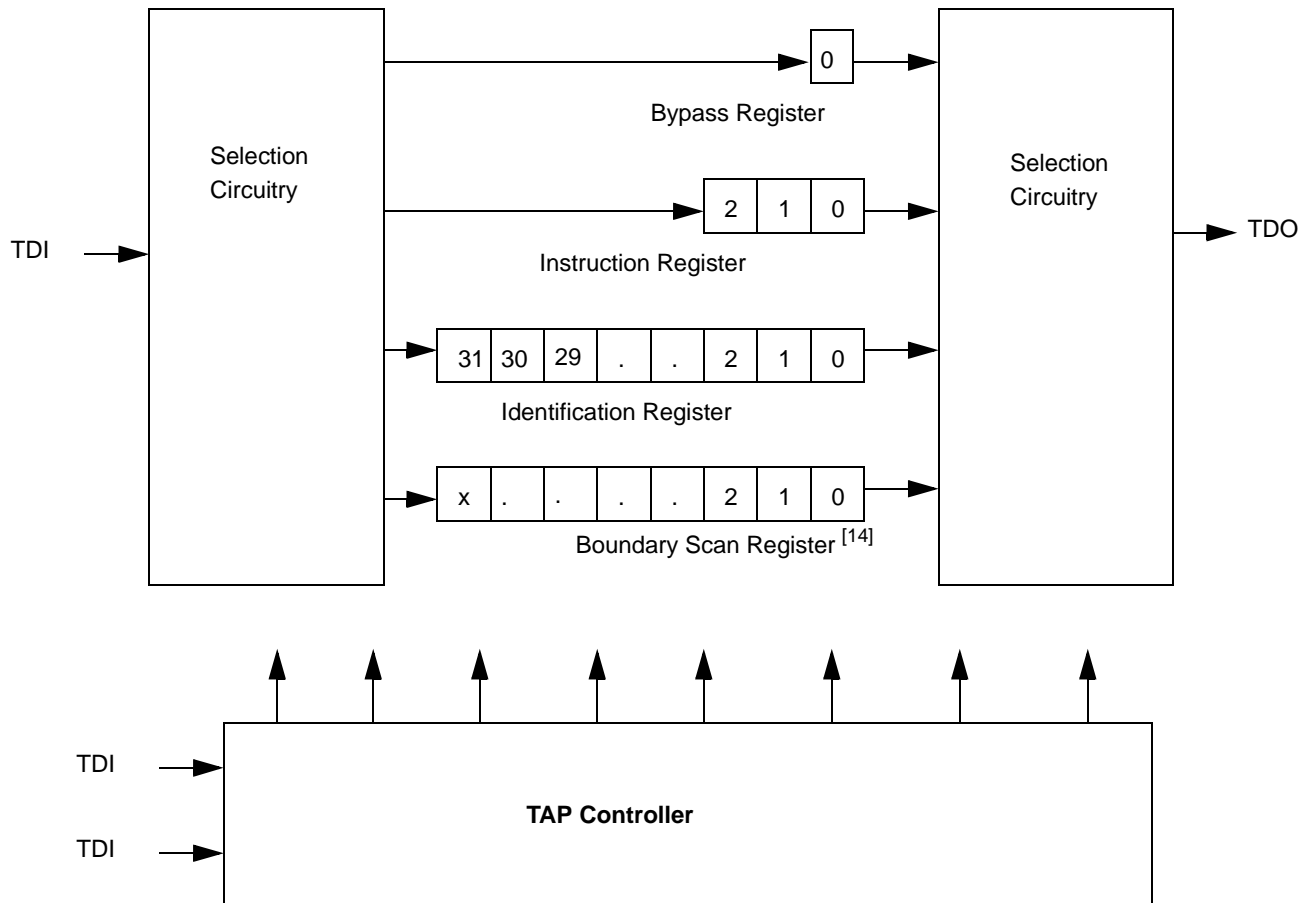 0
Bypass Register
Selection
Circuitry
Selection
Circuitry
2 1 0
TDI
TDO
Instruction Register
31 30 29 . . 2 1 0
Identification Register
x . . . . 2 1 0
Boundary Scan Register [14]
TDI
TAP Controller
TDI